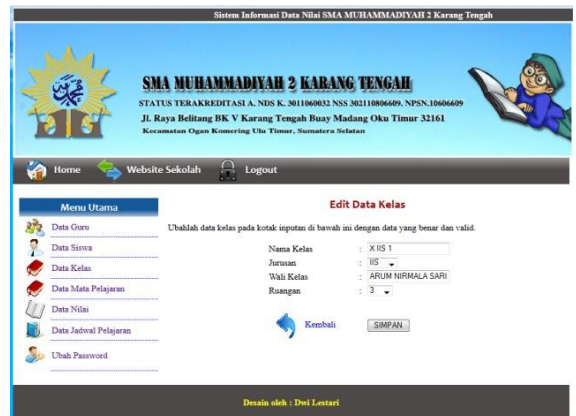 Sistem Informasi Data Nilai SMA MUHAMMADIYAH 2 Karang Tengah
SMA MUHAMMADIYAH 2 KARANG TENGAH
STATUS TERAKREDITASI A. NDS K. 3011060032 NSS 302110806609. NPSN.10606609
Jl. Raya Belitang BK V Karang Tengah Buay Madang Oku Timur 32161
Kecamatan Ogan Komering Ulu Timur, Sumatera Selatan
Home
Website Sekolah
Logout
Menu Utama
Data Guru
Data Siswa
Data Kelas
Data Mata Pelajaran
Data Nilai
Data Jadwal Pelajaran
Ubah Password
Edit Data Kelas
Ubahlah data kelas pada kotak inputan di bawah ini dengan data yang benar dan valid.
Nama Kelas : X IIS 1
Jurusan : IIS
Wali Kelas : ARUM NIRMALA SARI
Ruangan : 3
Kembali
SIMPAN
Desain oleh : Dwi Lestari